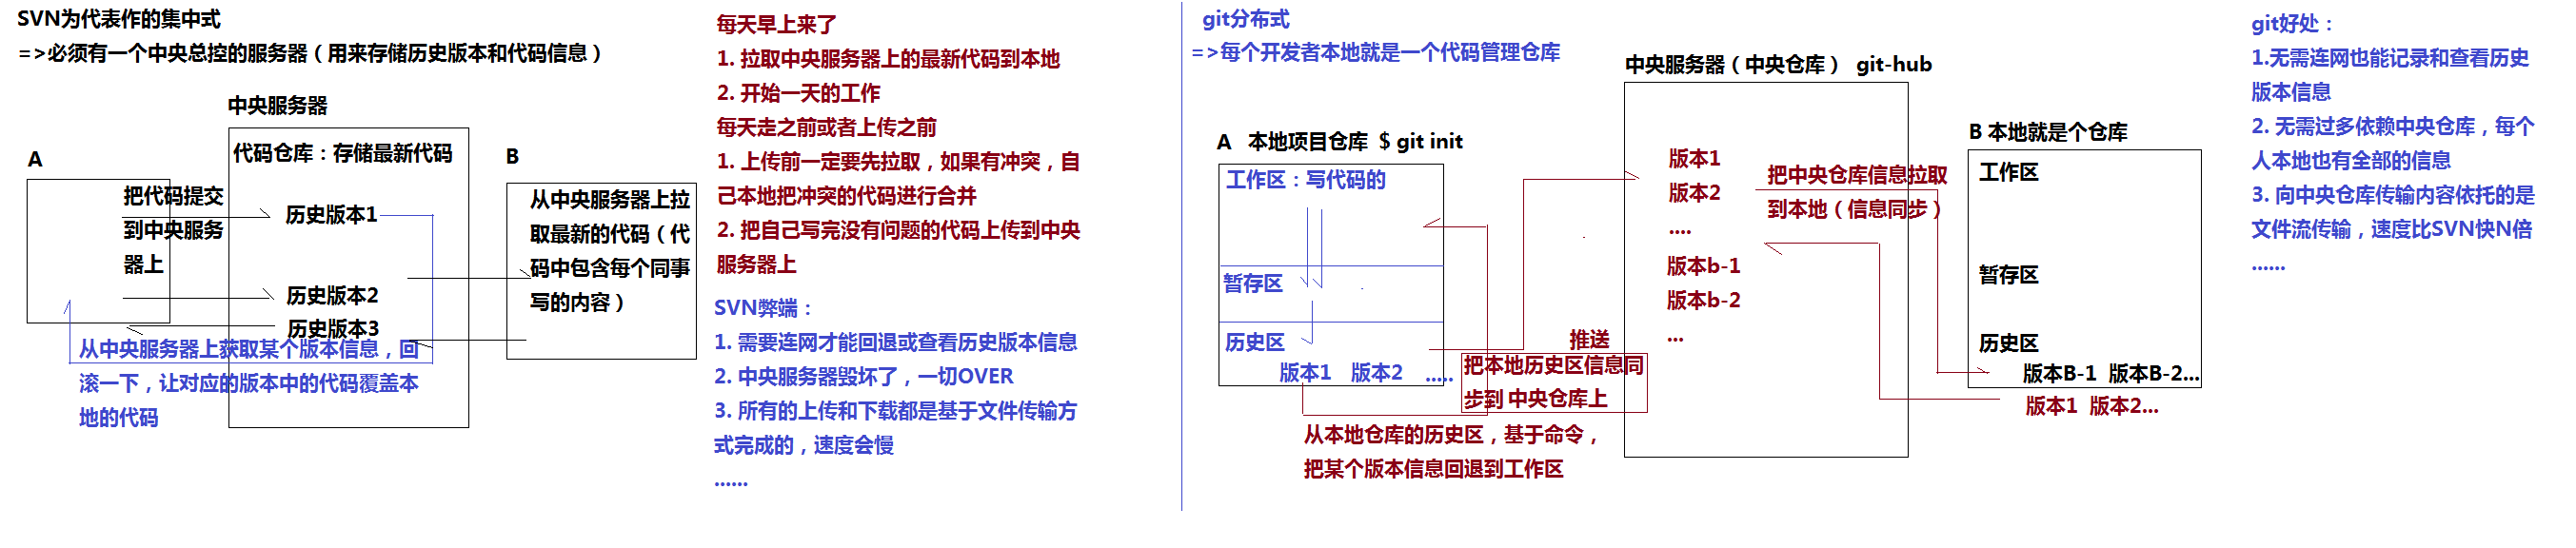 SVN为代表作的集中式
=>必须有一个中央总控的服务器（用来存储历史版本和代码信息）
中央服务器
A
代码仓库：存储最新代码
B
把代码提交
到中央服务
器上
历史版本1
历史版本2
历史版本3
从中央服务器上拉
取最新的代码（代
码中包含每个同事
写的内容）
从中央服务器上获取某个版本信息，回
滚一下，让对应的版本中的代码覆盖本
地的代码
每天早上来了
1. 拉取中央服务器上的最新代码到本地
2. 开始一天的工作
每天走之前或者上传之前
1. 上传前一定要先拉取，如果有冲突，自
己本地把冲突的代码进行合并
2. 把自己写完没有问题的代码上传到中央
服务器上
SVN弊端：
1. 需要连网才能回退或查看历史版本信息
2. 中央服务器毁坏了，一切OVER
3. 所有的上传和下载都是基于文件传输方
式完成的，速度会慢
......
git分布式
=>每个开发者本地就是一个代码管理仓库
A 本地项目仓库 $ git init
工作区：写代码的
暂存区
历史区
版本1 版本2 .....
从本地仓库的历史区，基于命令，
把某个版本信息回退到工作区
推送
把本地历史区信息同
步到 中央仓库上
中央服务器（中央仓库） git-hub
版本1
版本2
....
版本b-1
版本b-2
...
把中央仓库信息拉取
到本地（信息同步）
B 本地就是个仓库
工作区
暂存区
历史区
版本B-1 版本B-2...
版本1 版本2...
git好处：
1.无需连网也能记录和查看历史
版本信息
2. 无需过多依赖中央仓库，每个
人本地也有全部的信息
3. 向中央仓库传输内容依托的是
文件流传输，速度比SVN快N倍
......